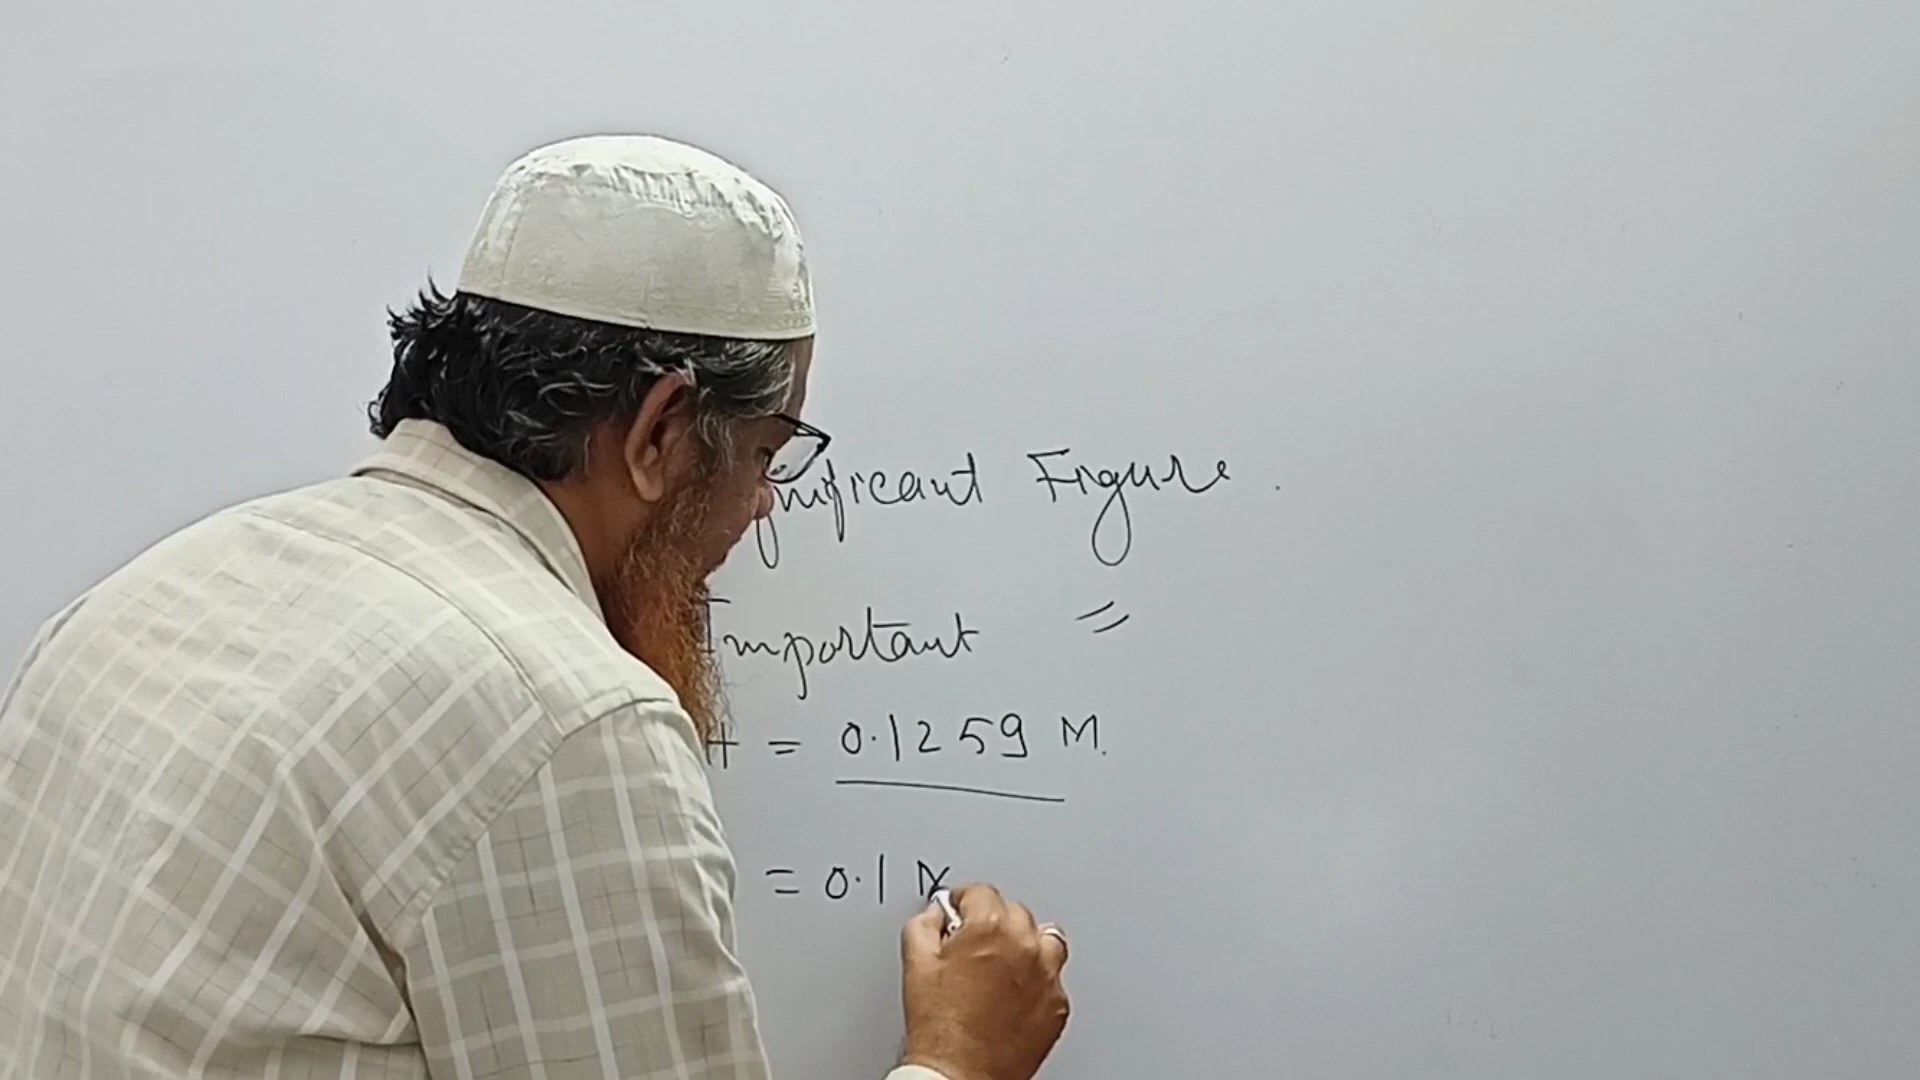 nificant Figure.
Important =
= 0.1259 M.
= 0.1